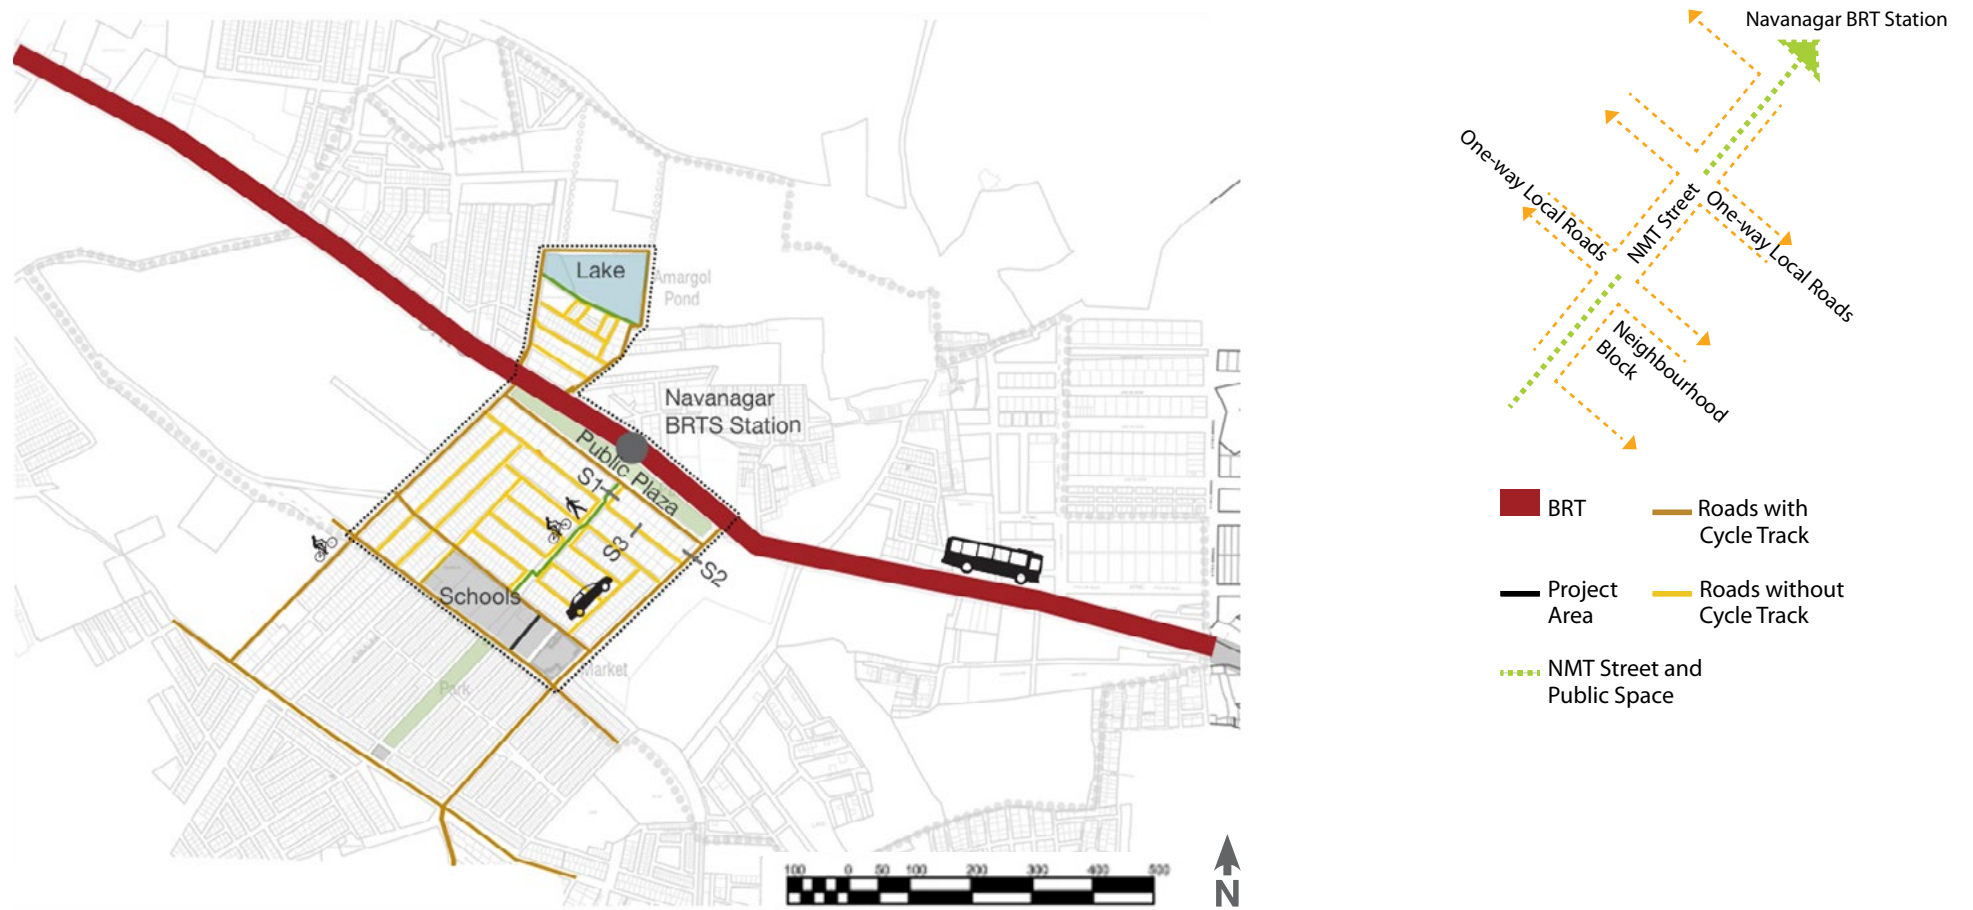 Navanagar BRT Station
One-way Local Roads
NMT Street
One-way Local Roads
Neighbourhood
Block
Lake
Amargol
Pond
Navanagar
BRTS Station
Public Plaza
S1
S3
S2
Schools
Market
Park
BRT
Roads with
Cycle Track
Project
Area
Roads without
Cycle Track
NMT Street and
Public Space
100 0 50 100 200 300 400 500
N